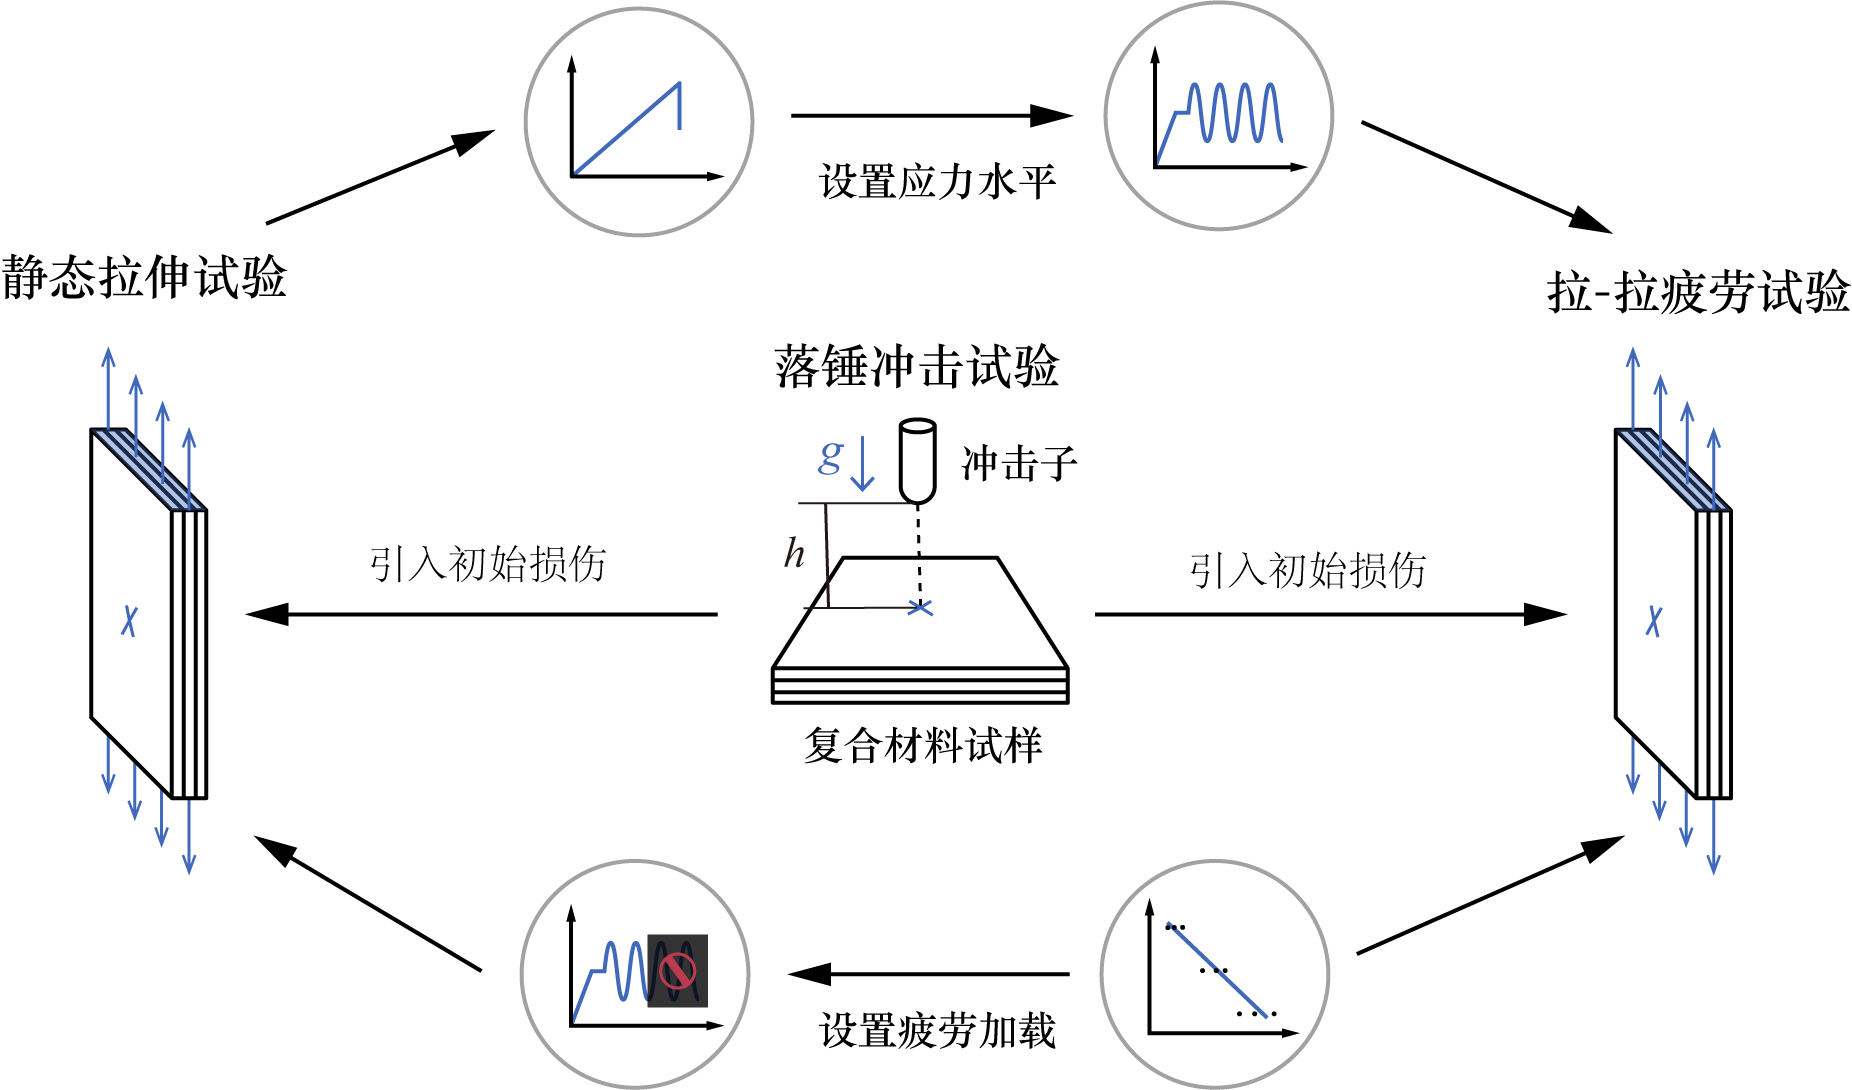 设置应力水平
静态拉伸试验
拉-拉疲劳试验
落锤冲击试验
g
冲击子
h
引入初始损伤
引入初始损伤
复合材料试样
设置疲劳加载